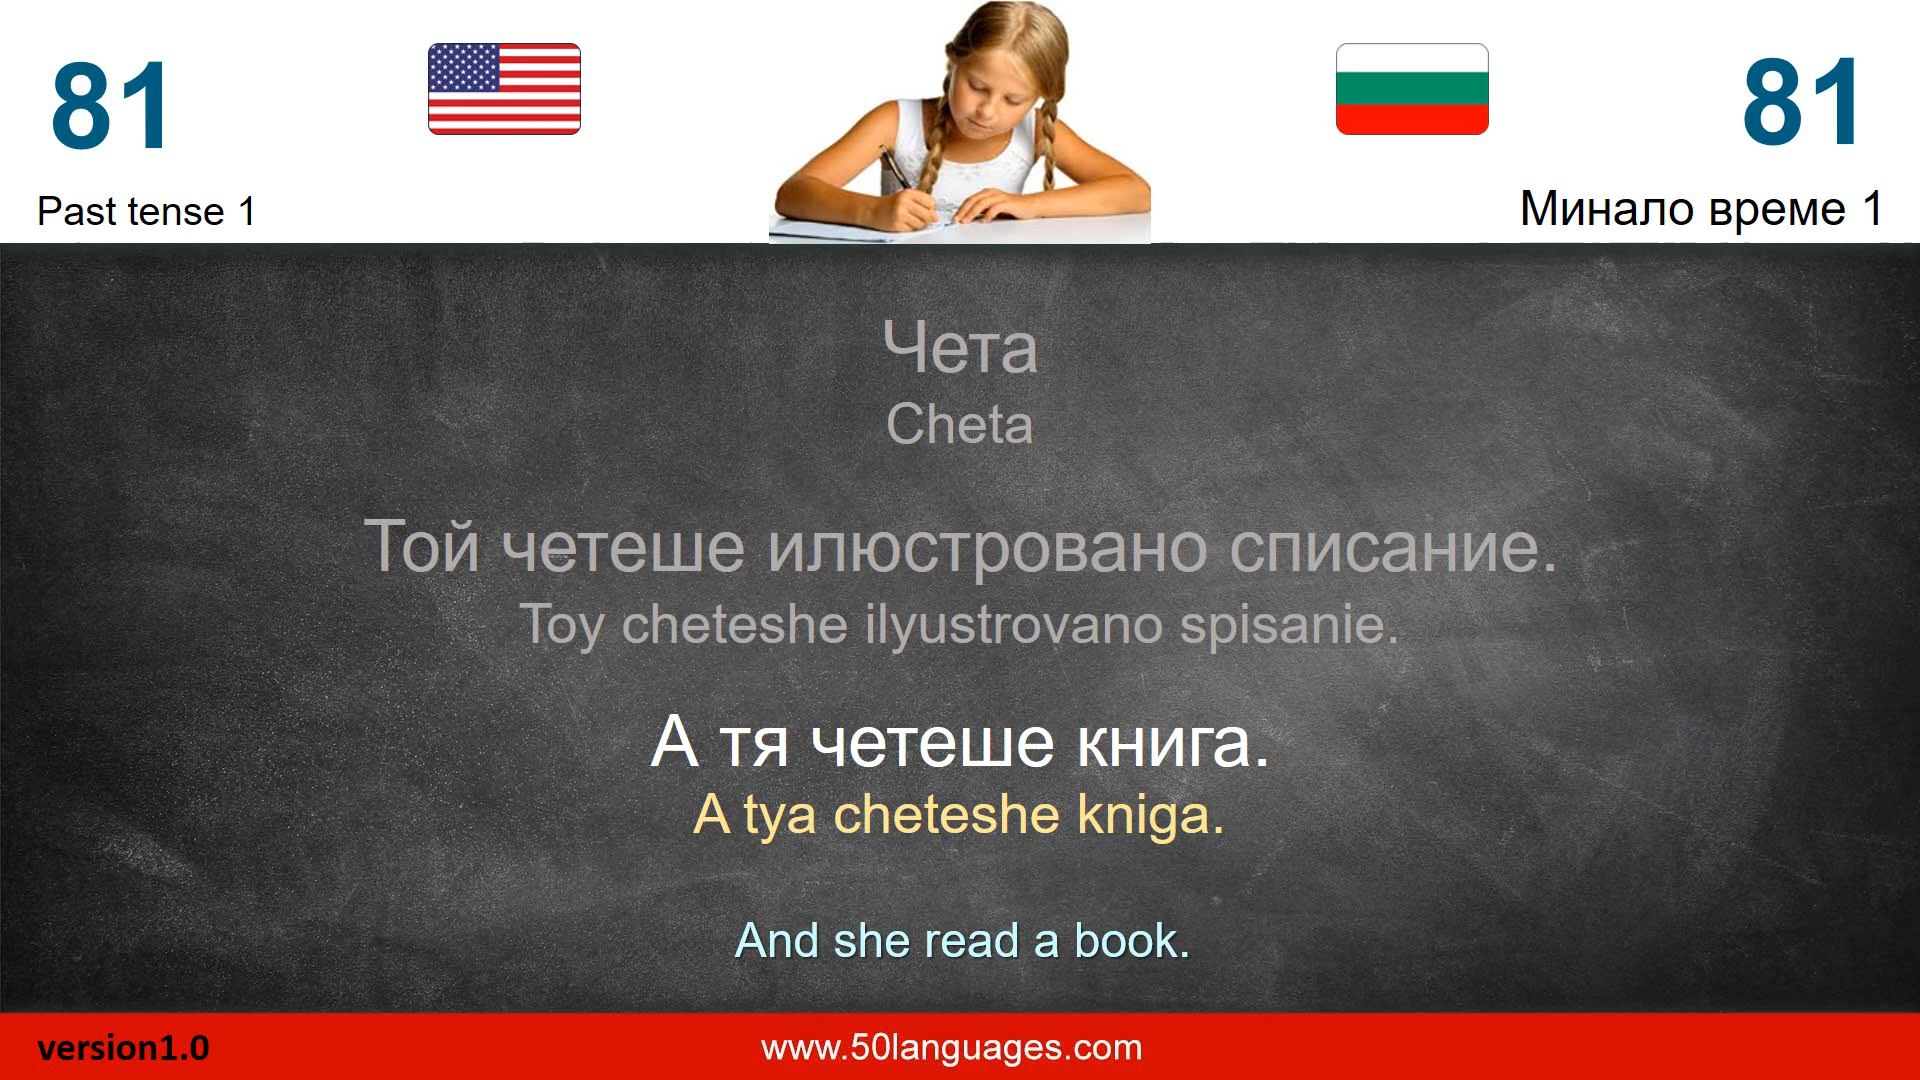 81
81
Past tense 1
Минало време 1
Чета
Cheta
Той четеше илюстровано списание.
Toy cheteshe ilyustrovano spisanie.
А тя четеше книга.
A tya cheteshe kniga.
And she read a book.
version1.0
www.50languages.com